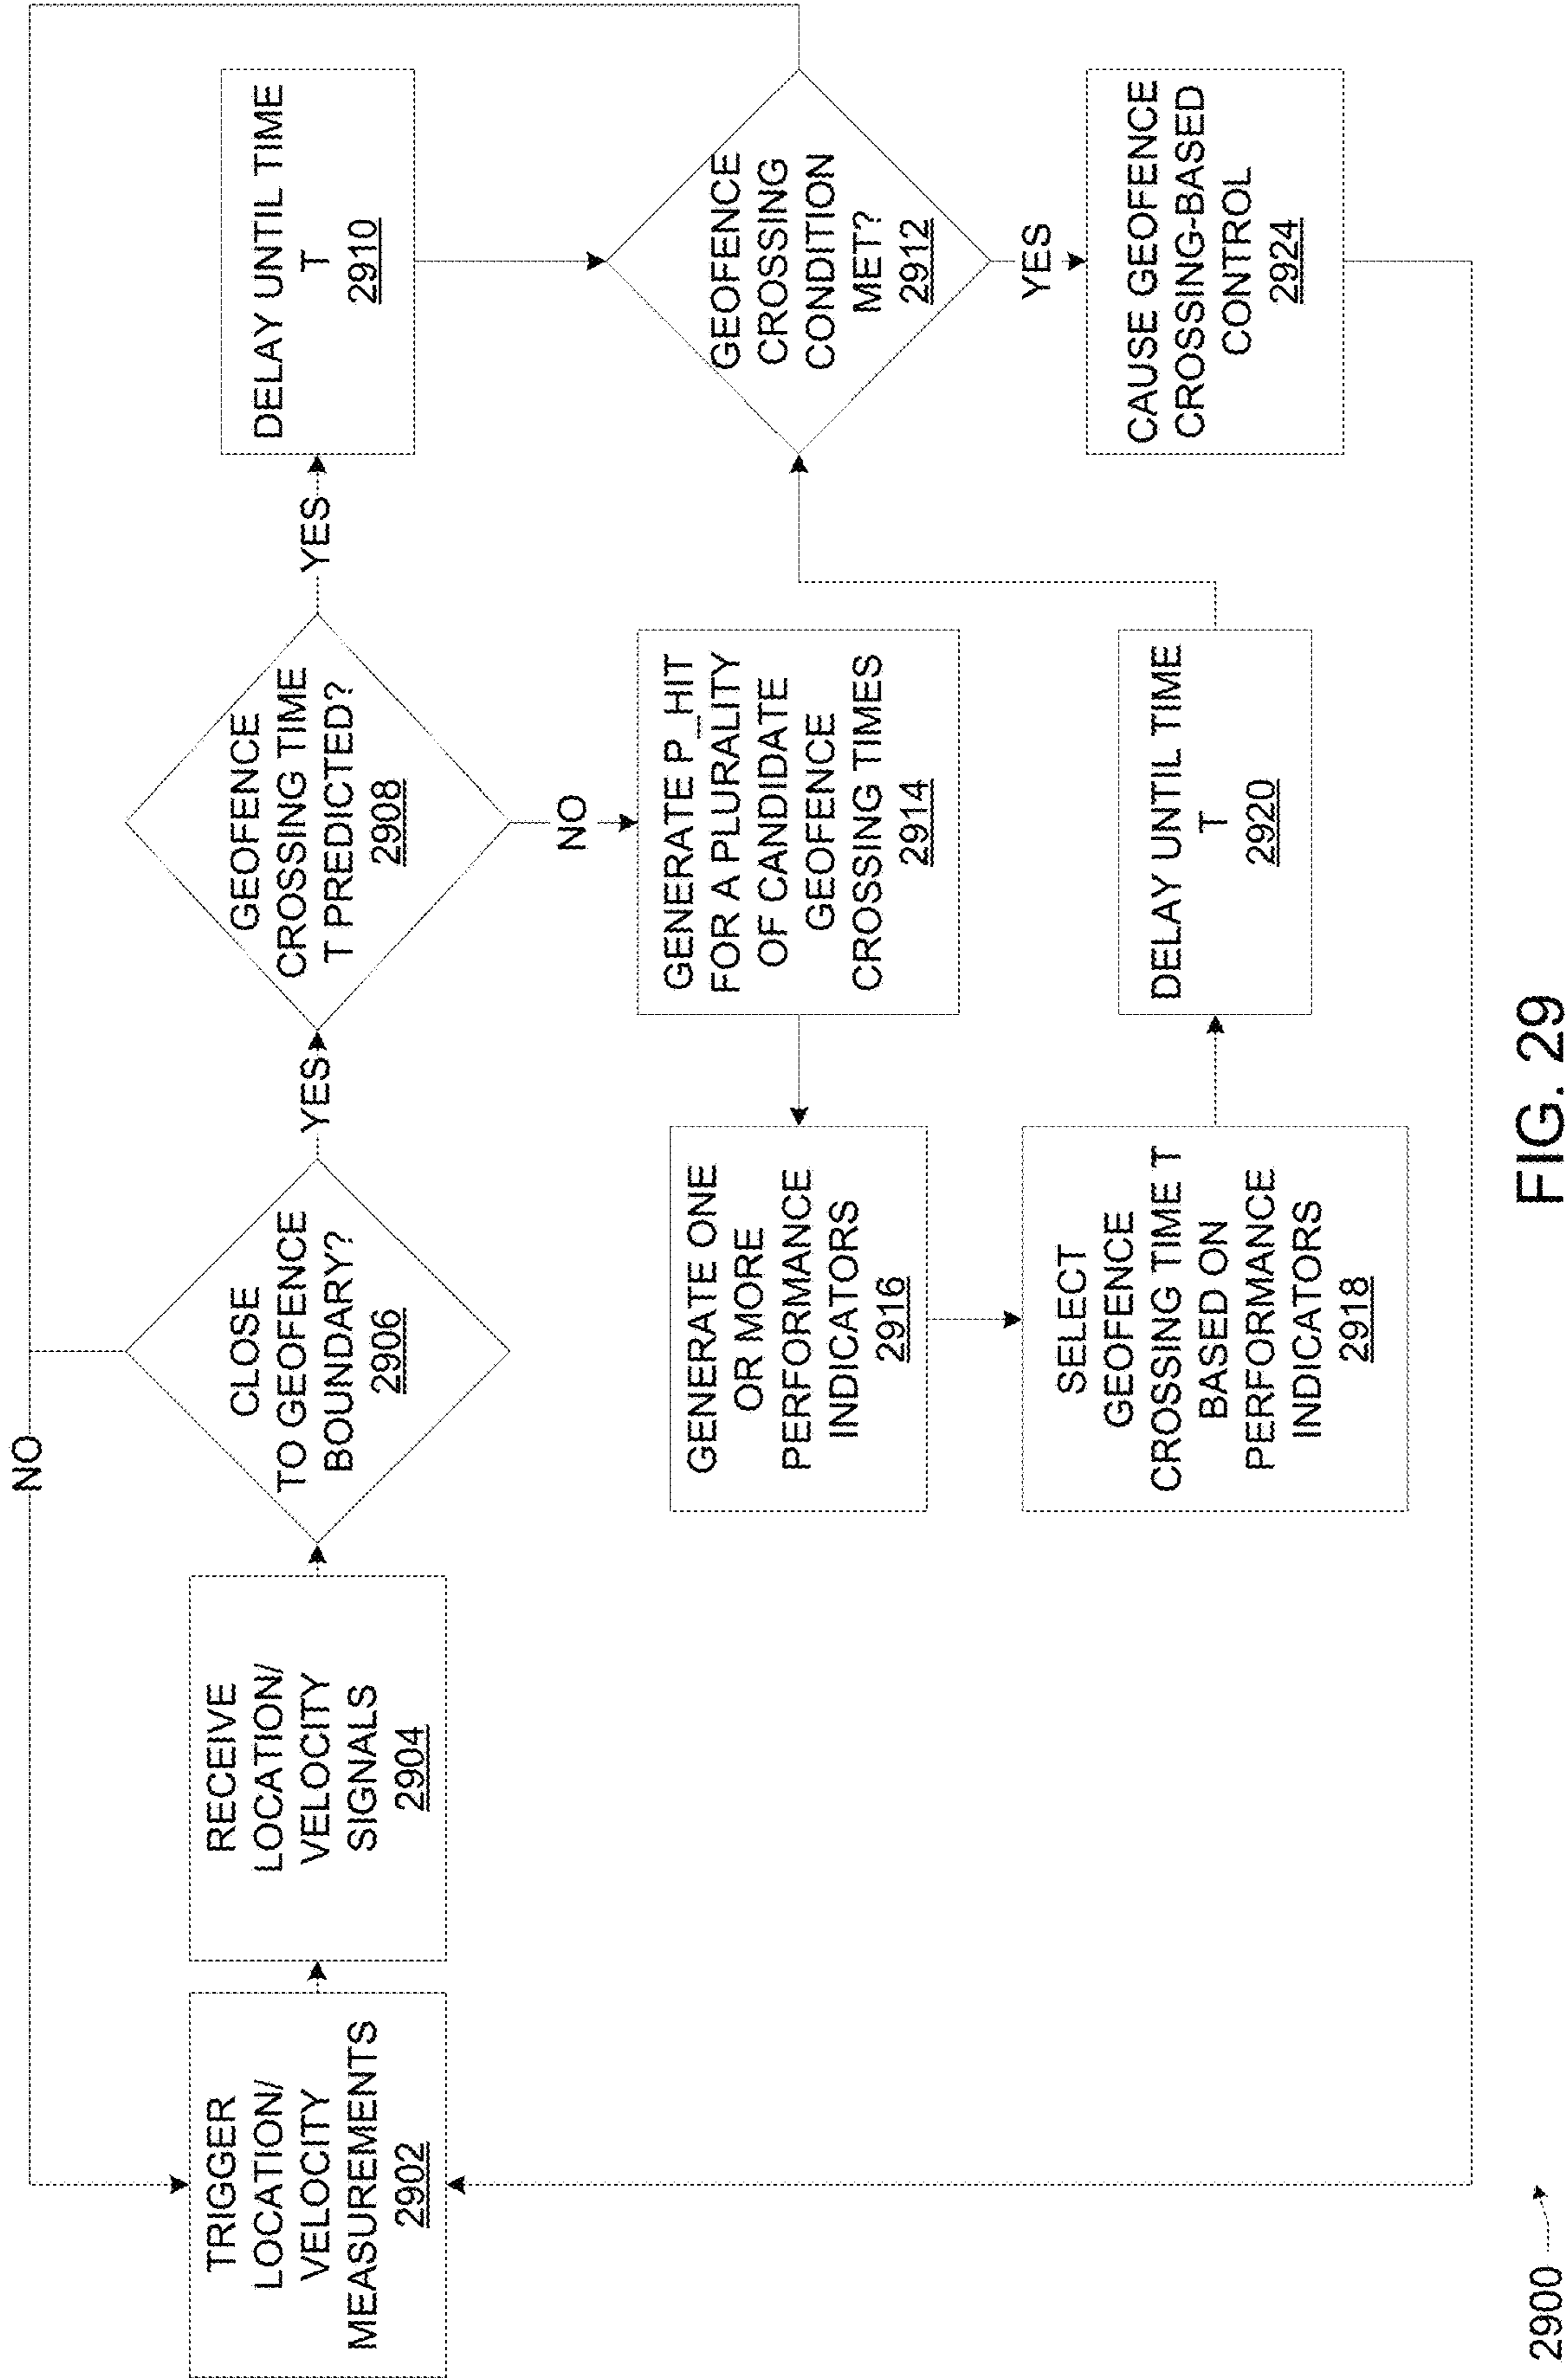 NO
TRIGGER
LOCATION/
VELOCITY
MEASUREMENTS
2902
RECEIVE
LOCATION/
VELOCITY
SIGNALS
2904
CLOSE
TO GEOFENCE
BOUNDARY?
2906
YES
GEOFENCE
CROSSING TIME
T PREDICTED?
2908
YES
DELAY UNTIL TIME
T
2910
NO
GENERATE P_HIT
FOR A PLURALITY
OF CANDIDATE
GEOFENCE
CROSSING TIMES
2914
GEOFENCE
CROSSING
CONDITION
MET?
2912
GENERATE ONE
OR MORE
PERFORMANCE
INDICATORS
2916
YES
SELECT
GEOFENCE
CROSSING TIME T
BASED ON
PERFORMANCE
INDICATORS
2918
DELAY UNTIL TIME
T
2920
CAUSE GEOFENCE
CROSSING-BASED
CONTROL
2924
2900
FIG. 29